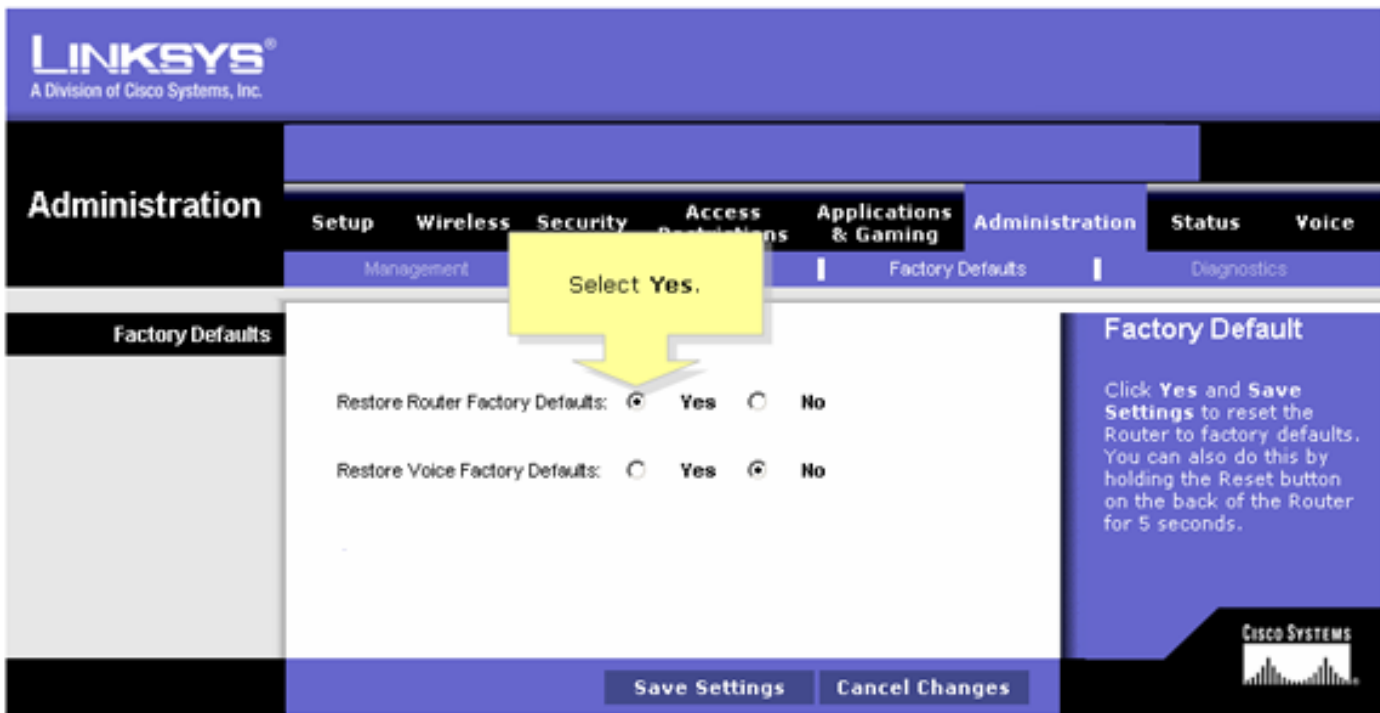 LINKSYS®
A Division of Cisco Systems, Inc.
Administration
Setup Wireless Security Access Applications & Gaming Administration Status Voice
Management Factory Defaults Diagnostics
Select Yes.
Factory Defaults
Restore Router Factory Defaults: Yes No
Restore Voice Factory Defaults: Yes No
Factory Default
Click Yes and Save
Settings to reset the
Router to factory defaults.
You can also do this by
holding the Reset button
on the back of the Router
for 5 seconds.
CISCO SYSTEMS
Save Settings Cancel Changes